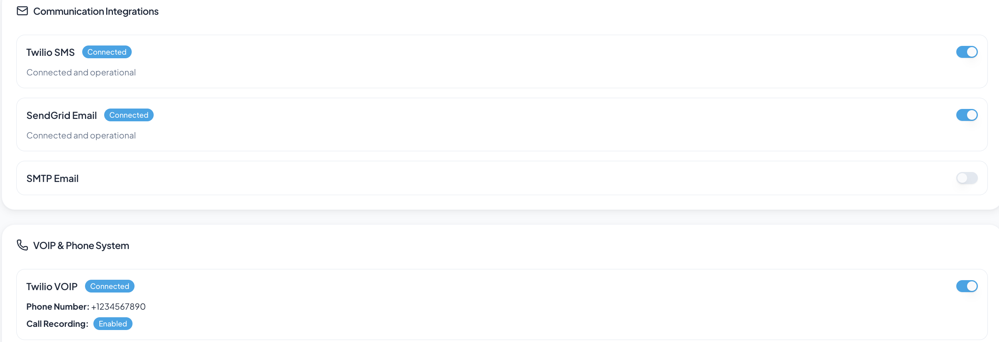 Communication Integrations
Twilio SMS Connected
Connected and operational
SendGrid Email Connected
Connected and operational
SMTP Email
VOIP & Phone System
Twilio VOIP Connected
Phone Number: +1234567890
Call Recording: Enabled